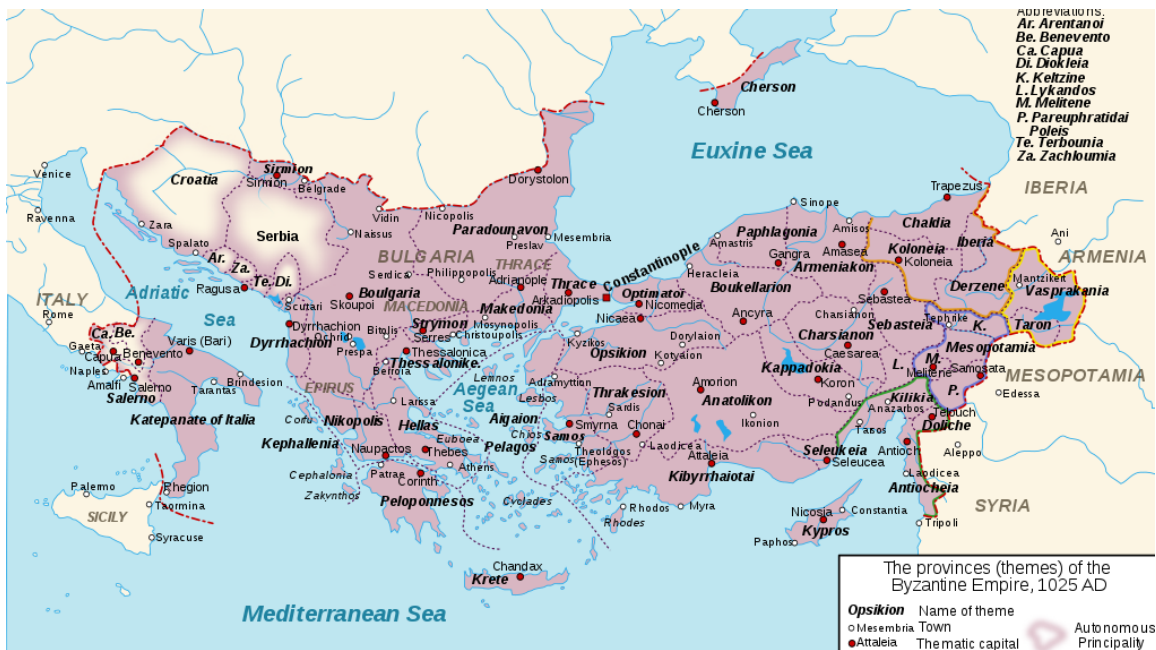 Abbreviations:
Ar. Arentanoi
Be. Benevento
Ca. Capua
Di. Diokleia
K. Keltzine
L. Lykandos
M. Melitene
P. Pareuphratidai
Poleis
Te. Terbounia
Za. Zachloumia
Cherson
Cherson
Euxine Sea
Venice
Ravenna
Croatia
Sirmion
Sirmion
Belgrade
Zara
Spalato
Serbia
Ar.
Za.
Te.
Di.
Ragusa
Vidin
Nicopolis
Naissus
Dorystolon
Paradounavon
Preslav
Mesembria
BULGARIA
THRACE
Serdica
Philippopolis
Adrianople
Thrace
Arkadiopolis
Constantinople
Boulgaria
Skoupoi
MACEDONIA
Makedonia
Scutari
Dyrrhachion
Ohrid
Dyrrhachion
Bitolis
Prespa
Strymon
Serres
Mosynopolis
Christoupolis
Thessalonica
Thessalonike
Berroia
ITALY
Rome
Adriatic
Sea
Ca.
Be.
Gaeta
Capua
Naples
Benevento
Amalfi
Salerno
Salerno
Varis (Bari)
Tarantas
Brindesion
Katepanate of Italy
Palermo
SICILY
Rhegion
Taormina
Syracuse
EPIRUS
Corfu
Nikopolis
Larissa
Hellas
Kephallenia
Cephalonia
Zakynthos
Naupactos
Patrae
Thebes
Euboea
Athens
Corinth
Peloponnesos
Aegean
Sea
Lemnos
Lesbos
Aigaion
Pelagos
Chios
Samos
Samos
Cyclades
Krete
Chandax
Mediterranean Sea
Sinope
Amastris
Paphlagonia
Amisos
Amasea
Gangra
Armeniakon
Heracleia
Boukellarion
Optimatoi
Nicomedia
Nicaea
Kyzikos
Opsikion
Dorylaion
Kotyaion
Ancyra
Adramyttion
Thrakesion
Sardis
Smyrna
Chonai
Theologos
(Ephesos)
Laodicea
Amorion
Anatolikon
Ikonion
Attaleia
Kibyrrhaiotai
Myra
Rhodos
Rhodes
Charsianon
Charsianon
Caesarea
Kappadokia
Koron
Podandus
Seleukeia
Seleucea
Trapezus
Chaldia
Koloneia
Koloneia
Iberia
Sebastea
Sebasteia
Tephrike
Derzene
K.
Mesopotamia
L.
M.
Melitene
Samosata
P.
Kilikia
Anazarbos
Tarsos
Telouch
Doliche
Antioch
Laodicea
Antiocheia
Tripoli
Aleppo
Edessa
Nicosia
Constantia
Kypros
Paphos
IBERIA
Ani
ARMENIA
Mantzikert
Vasprakania
Taron
MESOPOTAMIA
SYRIA
The provinces (themes) of the
Byzantine Empire, 1025 AD
Opsikion Name of theme
Mesembria Town
Attaleia Thematic capital
Autonomous
Principality